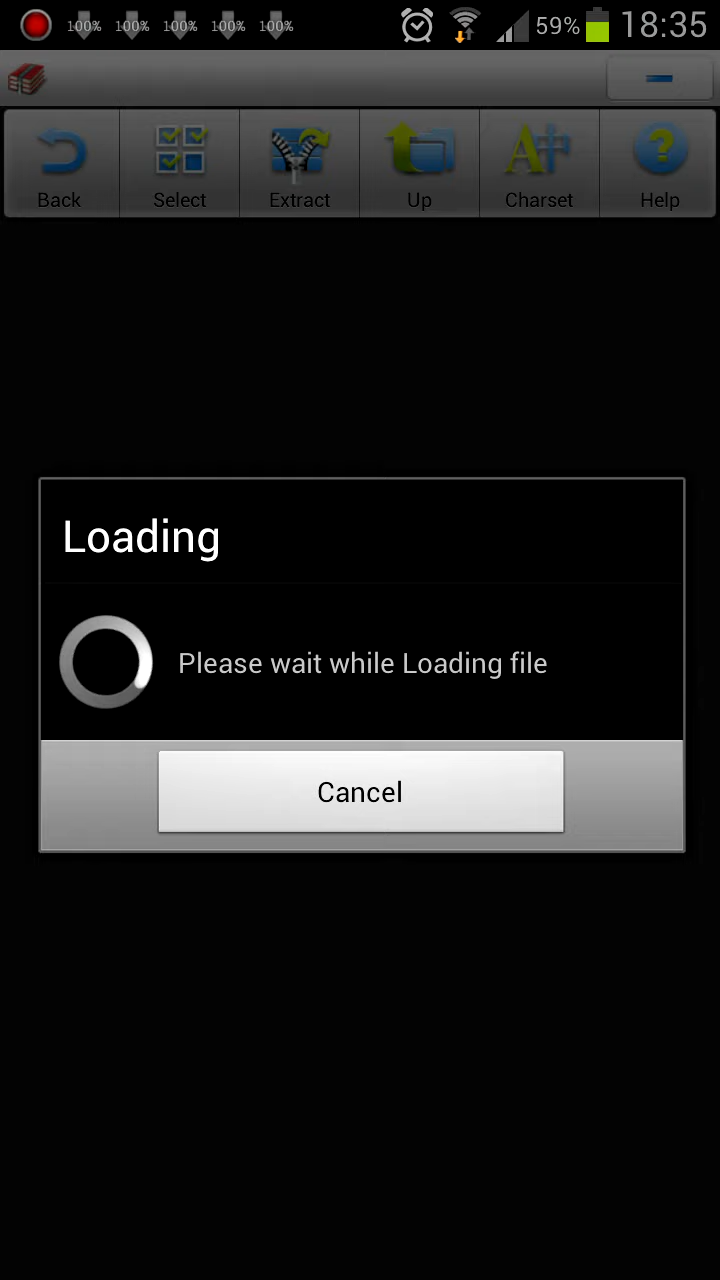 100% 100% 100% 100% 100% 59% 18:35
Back Select Extract Up Charset Help
Loading
Please wait while Loading file
Cancel